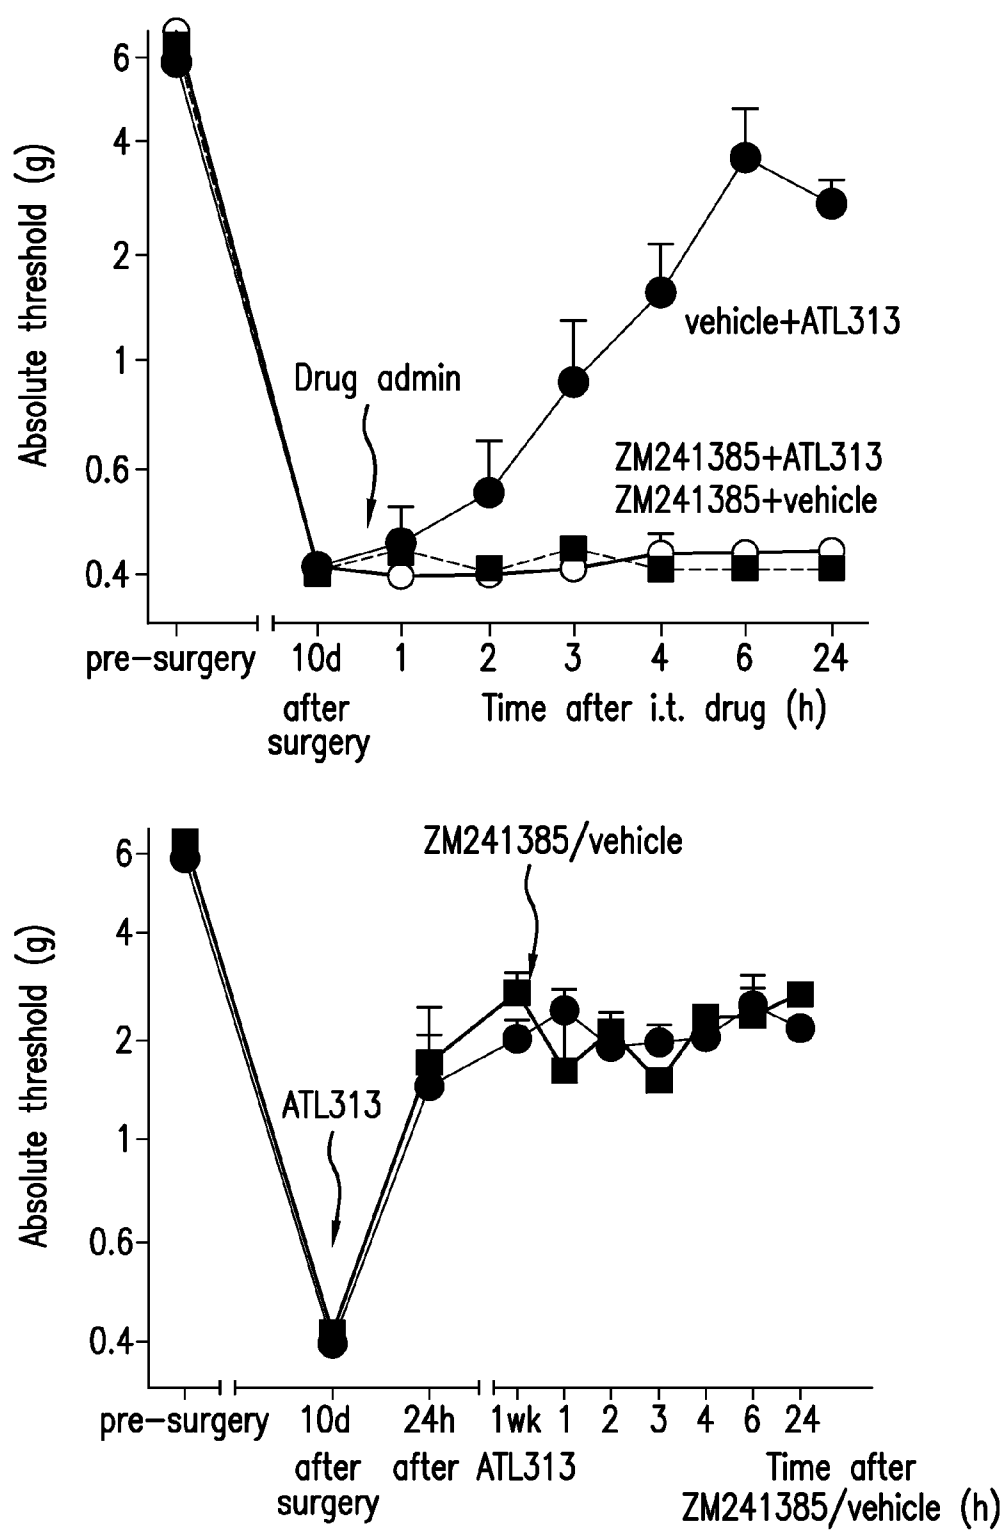 Absolute threshold (g)
6
4
2
1
0.6
0.4
Drug admin
vehicle+ATL313
ZM241385+ATL313
ZM241385+vehicle
pre-surgery 10d 1 2 3 4 6 24
after
surgery
Time after i.t. drug (h)
Absolute threshold (g)
6
4
2
1
0.6
0.4
ZM241385/vehicle
ATL313
pre-surgery 10d 24h 1wk 1 2 3 4 6 24
after
surgery
after ATL313
Time after
ZM241385/vehicle (h)